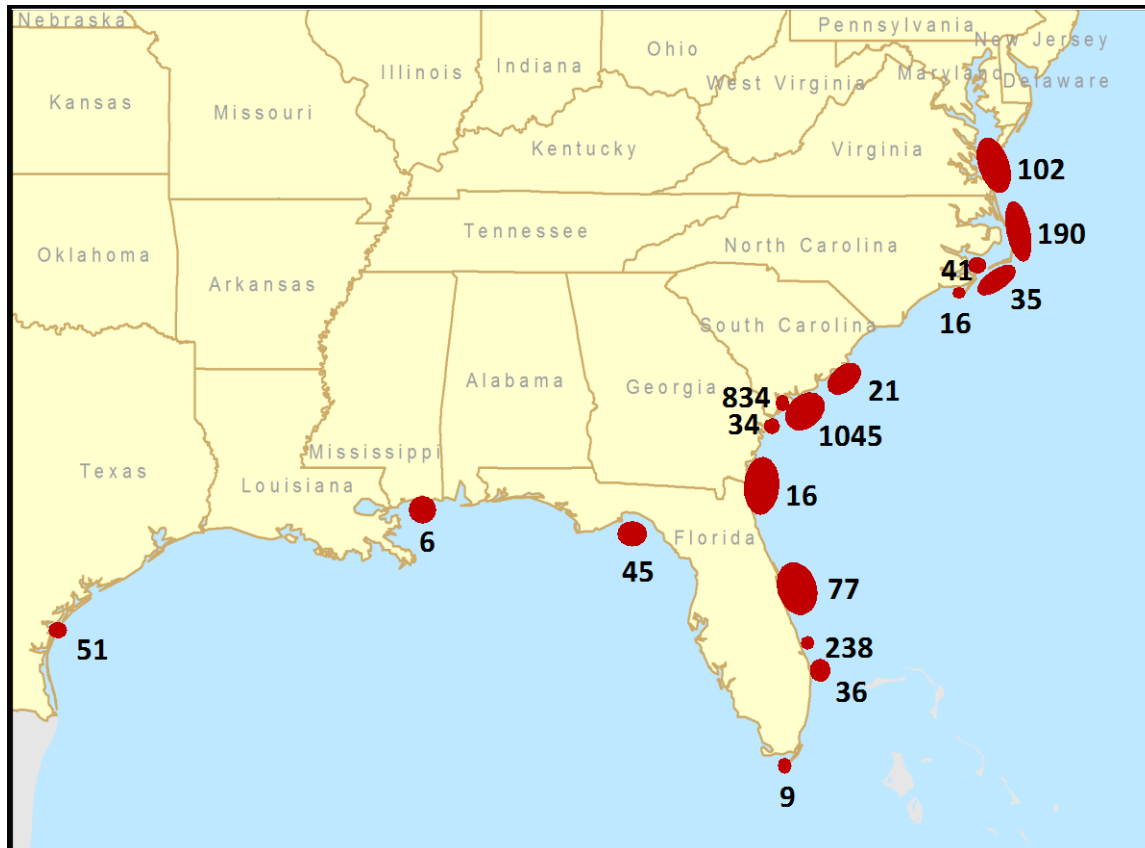 Nebraska
Pennsylvania
New Jersey
Ohio
Illinois
Indiana
West Virginia
Maryland
Delaware
Kansas
Missouri
Kentucky
Virginia
102
Tennessee
190
Oklahoma
North Carolina
41
Arkansas
35
16
South Carolina
Alabama
Georgia
834
21
34
1045
Mississippi
Texas
Louisiana
16
6
Florida
45
77
51
238
36
9